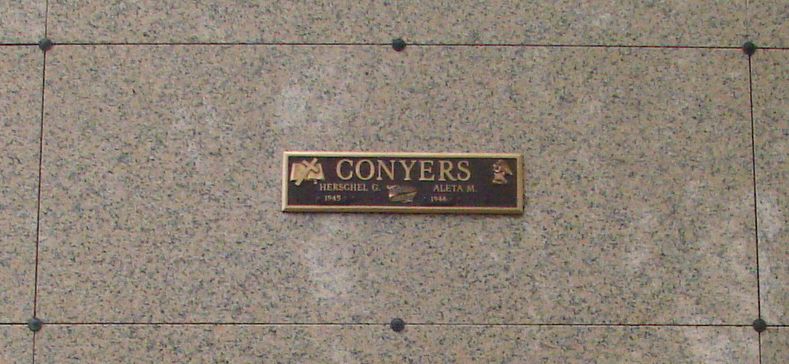 CONYERS
HERSCHEL G. ALETA M.
1945 1946